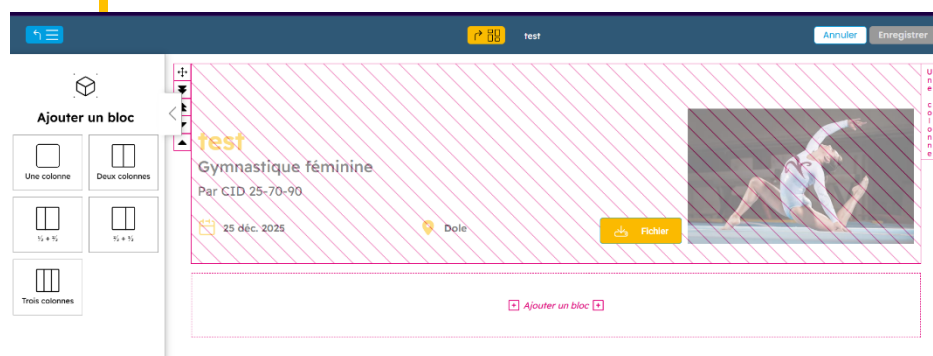 test
Annuler
Enregistrer
Ajouter un bloc
Une colonne
Deux colonnes
⅓ + ⅔
⅔ + ⅓
Trois colonnes
Une colonne
test
Gymnastique féminine
Par CID 25-70-90
25 déc. 2025
Dole
Fichier
Ajouter un bloc